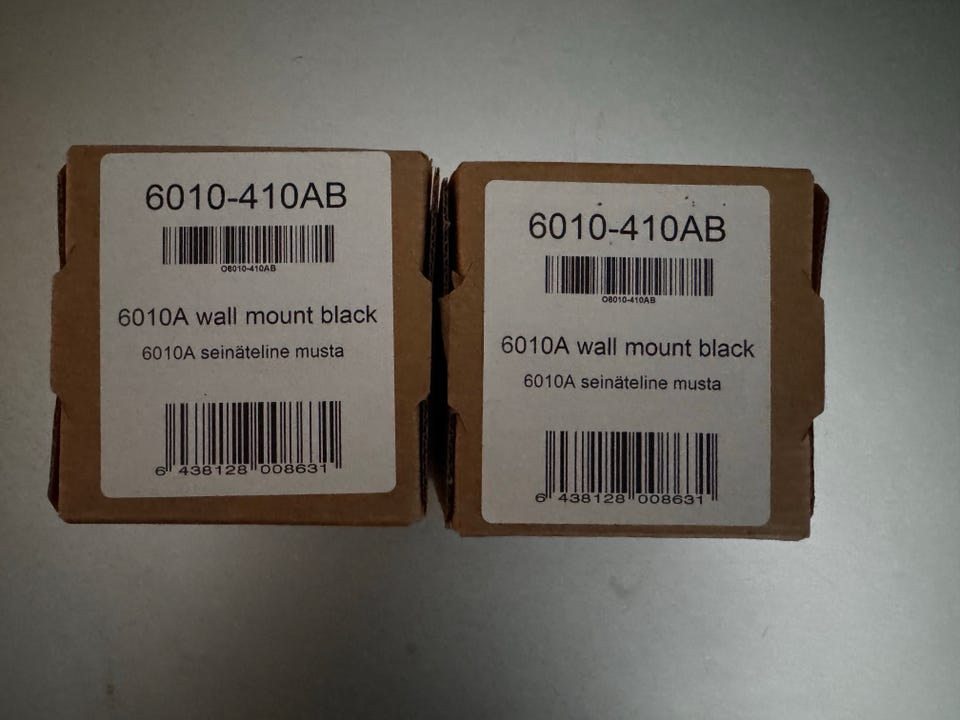 6010-410AB
O6010-410AB
6010A wall mount black
6010A seinäteline musta
6 438128 008631
6010-410AB
O6010-410AB
6010A wall mount black
6010A seinäteline musta
6 438128 008631